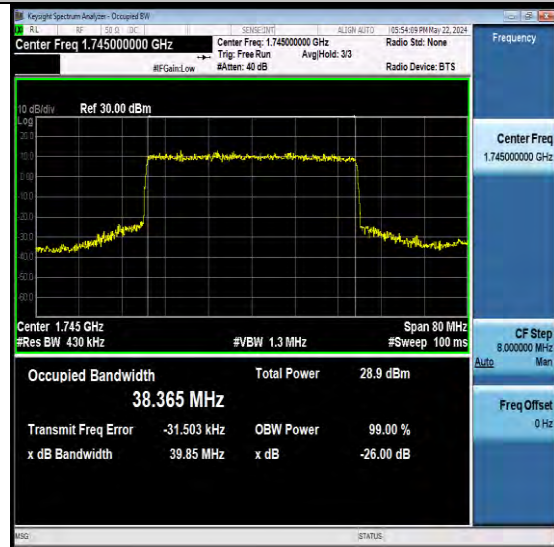 Keysight Spectrum Analyzer - Occupied BW
RL RF 50 Ω DC SENSE:INT ALIGN AUTO 05:54:09 PM May 22, 2024
Center Freq 1.745000000 GHz
Center Freq: 1.745000000 GHz
Radio Std: None
Trig: Free Run Avg|Hold: 3/3
#IFGain:Low #Atten: 40 dB Radio Device: BTS
Frequency
10 dB/div Ref 30.00 dBm
Log
20.0
10.0
0.00
-10.0
-20.0
-30.0
-40.0
-50.0
-60.0
Center 1.745 GHz Span 80 MHz
#Res BW 430 kHz #VBW 1.3 MHz #Sweep 100 ms
Center Freq
1.745000000 GHz
CF Step
8.000000 MHz
Auto Man
Freq Offset
0 Hz
Occupied Bandwidth Total Power 28.9 dBm
38.365 MHz
Transmit Freq Error -31.503 kHz OBW Power 99.00 %
x dB Bandwidth 39.85 MHz x dB -26.00 dB
MSG STATUS